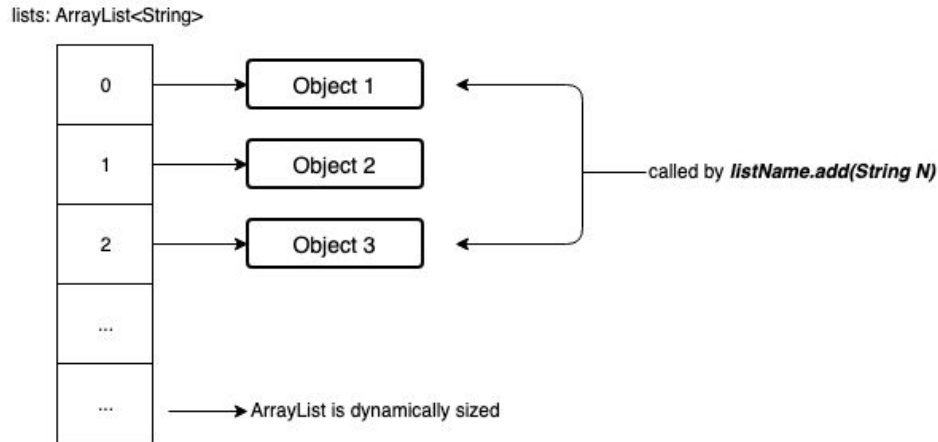 lists: ArrayList<String>
0
Object 1
1
Object 2
called by listName.add(String N)
2
Object 3
...
...
ArrayList is dynamically sized